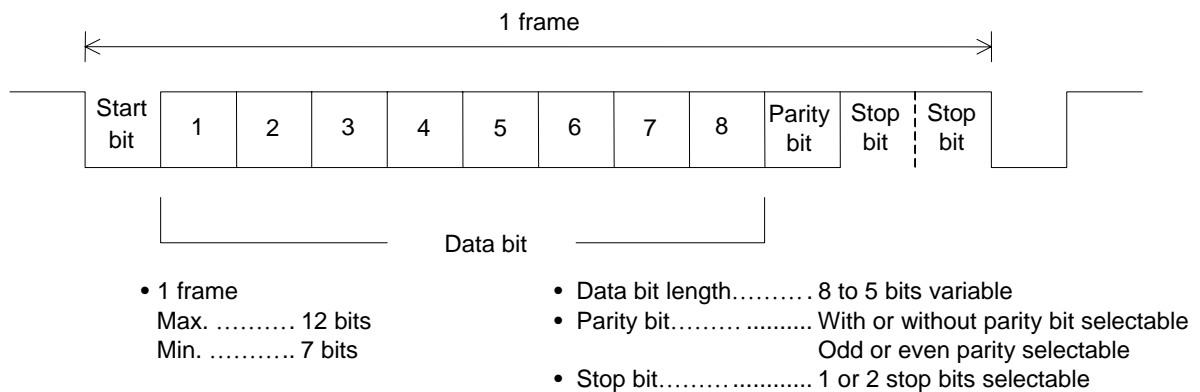 1 frame
Start bit
1
2
3
4
5
6
7
8
Parity bit
Stop bit
Stop bit
Data bit
• 1 frame
Max. .......... 12 bits
Min. ........... 7 bits
• Data bit length.......... 8 to 5 bits variable
• Parity bit......... .......... With or without parity bit selectable
Odd or even parity selectable
• Stop bit..................... 1 or 2 stop bits selectable